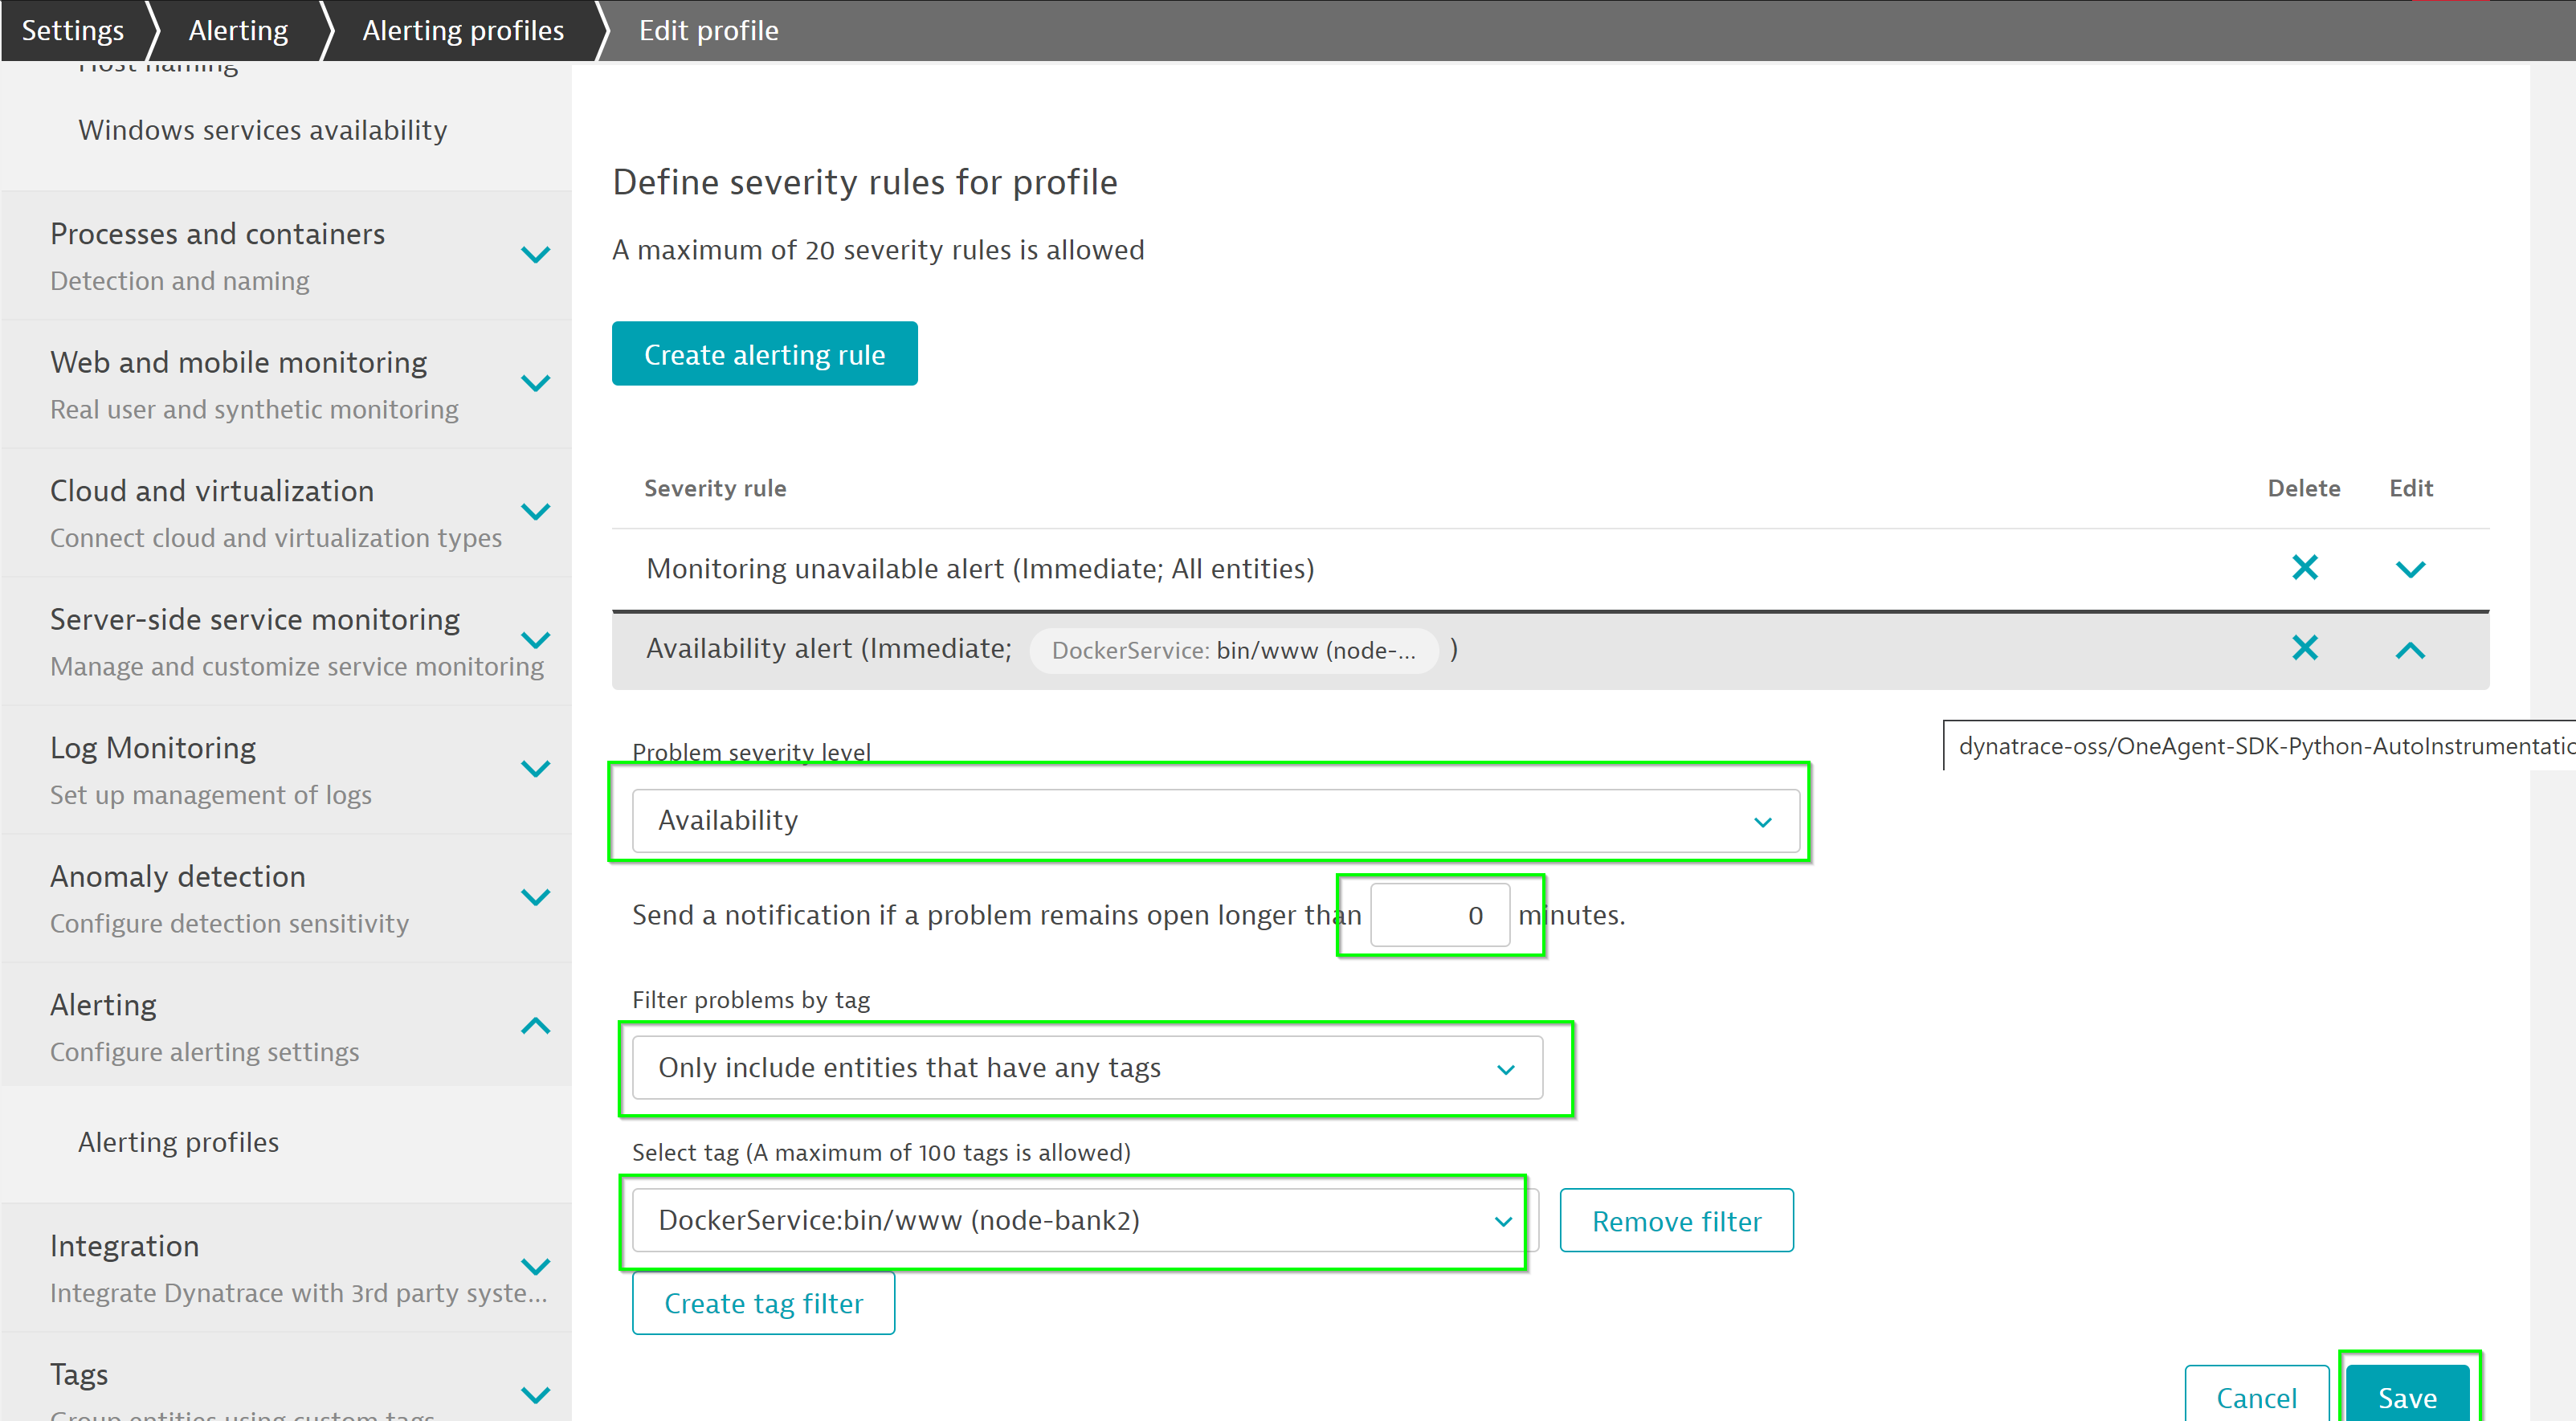 Settings
Alerting
Alerting profiles
Edit profile
Host naming
Windows services availability
Processes and containers
Detection and naming
Web and mobile monitoring
Real user and synthetic monitoring
Cloud and virtualization
Connect cloud and virtualization types
Server-side service monitoring
Manage and customize service monitoring
Log Monitoring
Set up management of logs
Anomaly detection
Configure detection sensitivity
Alerting
Configure alerting settings
Alerting profiles
Integration
Integrate Dynatrace with 3rd party syste...
Tags
Group entities using custom tags
Define severity rules for profile
A maximum of 20 severity rules is allowed
Create alerting rule
Severity rule
Delete
Edit
Monitoring unavailable alert (Immediate; All entities)
Availability alert (Immediate; DockerService: bin/www (node-... )
dynatrace-oss/OneAgent-SDK-Python-AutoInstrumentatio
Problem severity level
Availability
Send a notification if a problem remains open longer than 0 minutes.
Filter problems by tag
Only include entities that have any tags
Select tag (A maximum of 100 tags is allowed)
DockerService:bin/www (node-bank2)
Remove filter
Create tag filter
Cancel
Save